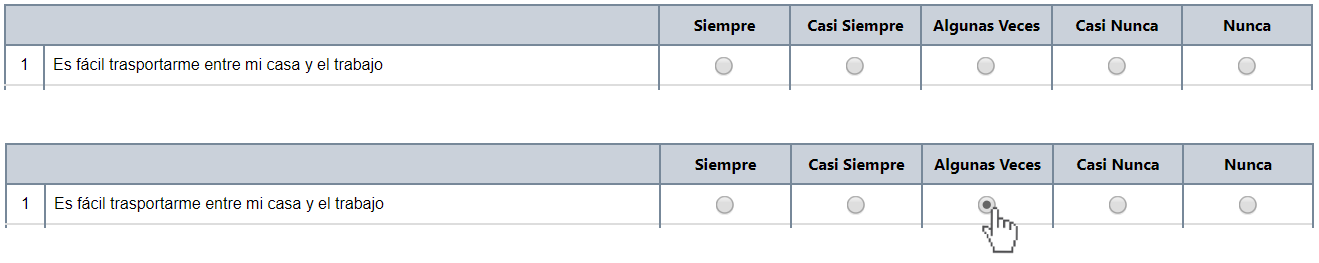 Siempre Casi Siempre Algunas Veces Casi Nunca Nunca
1 Es fácil trasportarme entre mi casa y el trabajo
Siempre Casi Siempre Algunas Veces Casi Nunca Nunca
1 Es fácil trasportarme entre mi casa y el trabajo